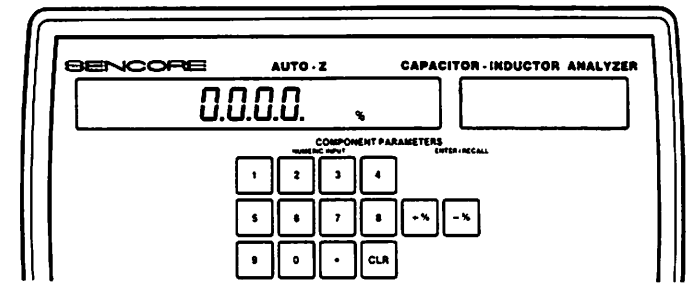 SENCORE AUTO - Z CAPACITOR - INDUCTOR ANALYZER
0.0.0.0. %
COMPONENT PARAMETERS
NUMERIC INPUT ENTER / RECALL
1 2 3 4
5 6 7 8 + % - %
9 0 • CLR